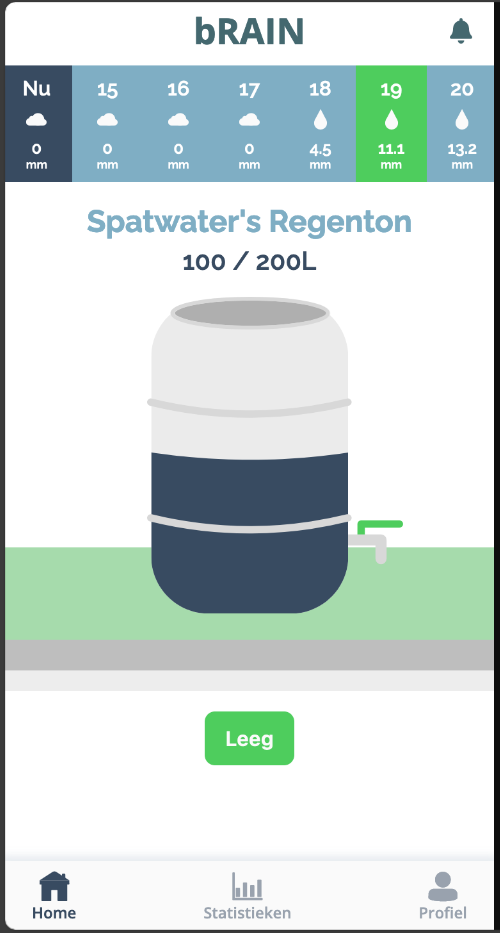 bRAIN
Nu 15 16 17 18 19 20
0 0 0 0 4.5 11.1 13.2
mm mm mm mm mm mm mm
Spatwater's Regenton
100 / 200L
Leeg
Home Statistieken Profiel